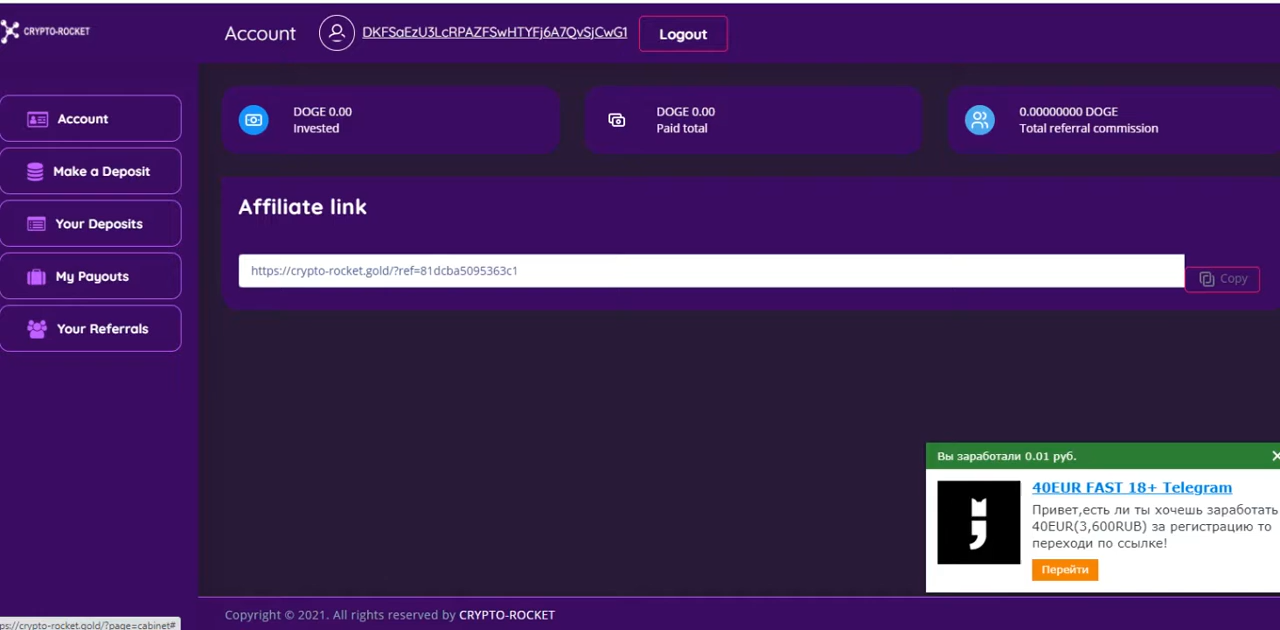 CRYPTO-ROCKET
Account
DKFSaEzU3LcRPAZFSwHTYFj6A7QvSjCwG1
Logout
Account
Make a Deposit
Your Deposits
My Payouts
Your Referrals
DOGE 0.00
Invested
DOGE 0.00
Paid total
0.00000000 DOGE
Total referral commission
Affiliate link
https://crypto-rocket.gold/?ref=81dcba5095363c1
Copy
Вы заработали 0.01 руб.
40EUR FAST 18+ Telegram
Привет,есть ли ты хочешь заработать
40EUR(3,600RUB) за регистрацию то
переходи по ссылке!
Перейти
Copyright © 2021. All rights reserved by CRYPTO-ROCKET
ps://crypto-rocket.gold/?page=cabinet#